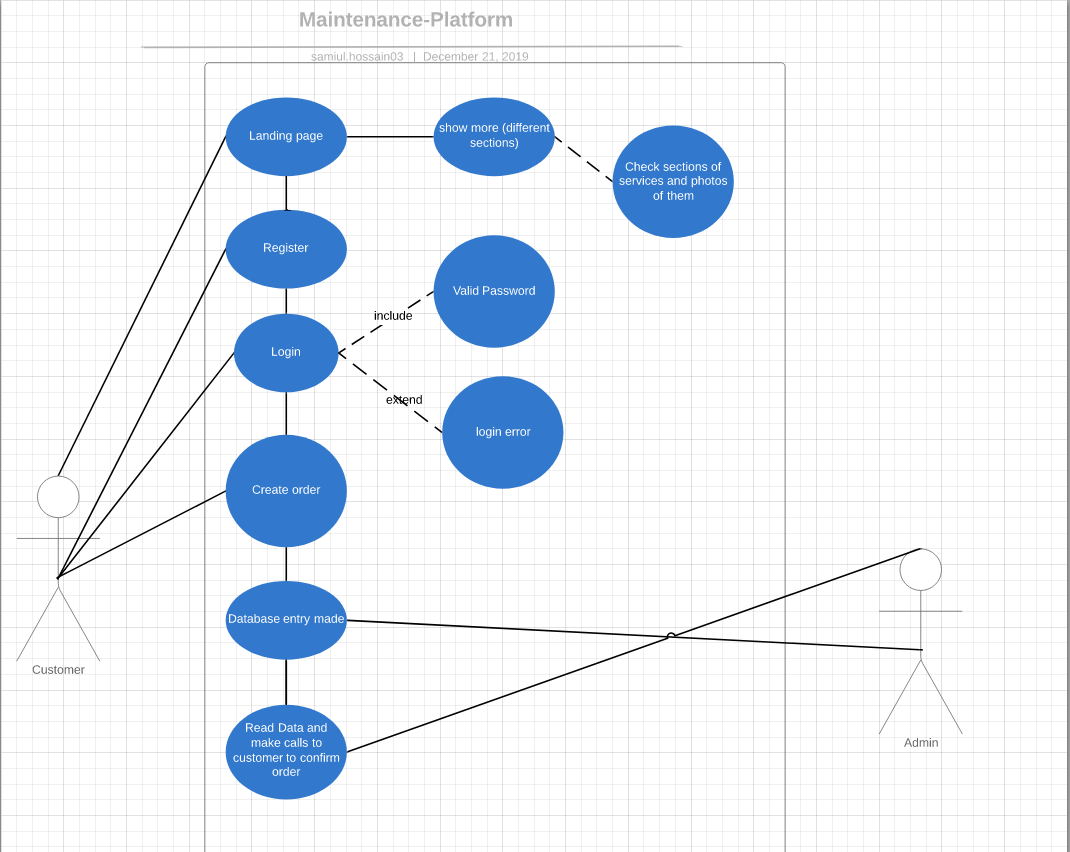 Maintenance-Platform
samiul.hossain03 | December 21, 2019
Landing page
show more (different
sections)
Check sections of
services and photos
of them
Register
Valid Password
include
Login
extend
login error
Create order
Database entry made
Customer
Read Data and
make calls to
customer to confirm
order
Admin